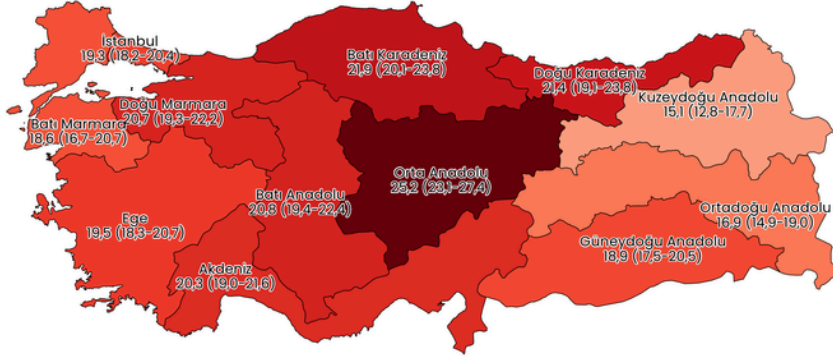 İstanbul
19,3 (18,2-20,4)
Batı Karadeniz
21,9 (20,1-23,8)
Doğu Karadeniz
21,4 (19,1-23,8)
Kuzeydoğu Anadolu
15,1 (12,8-17,7)
Doğu Marmara
20,7 (19,3-22,2)
Batı Marmara
18,6 (16,7-20,7)
Orta Anadolu
25,2 (23,1-27,4)
Batı Anadolu
20,8 (19,4-22,4)
Ortadoğu Anadolu
16,9 (14,9-19,0)
Ege
19,5 (18,3-20,7)
Güneydoğu Anadolu
18,9 (17,5-20,5)
Akdeniz
20,3 (19,0-21,6)